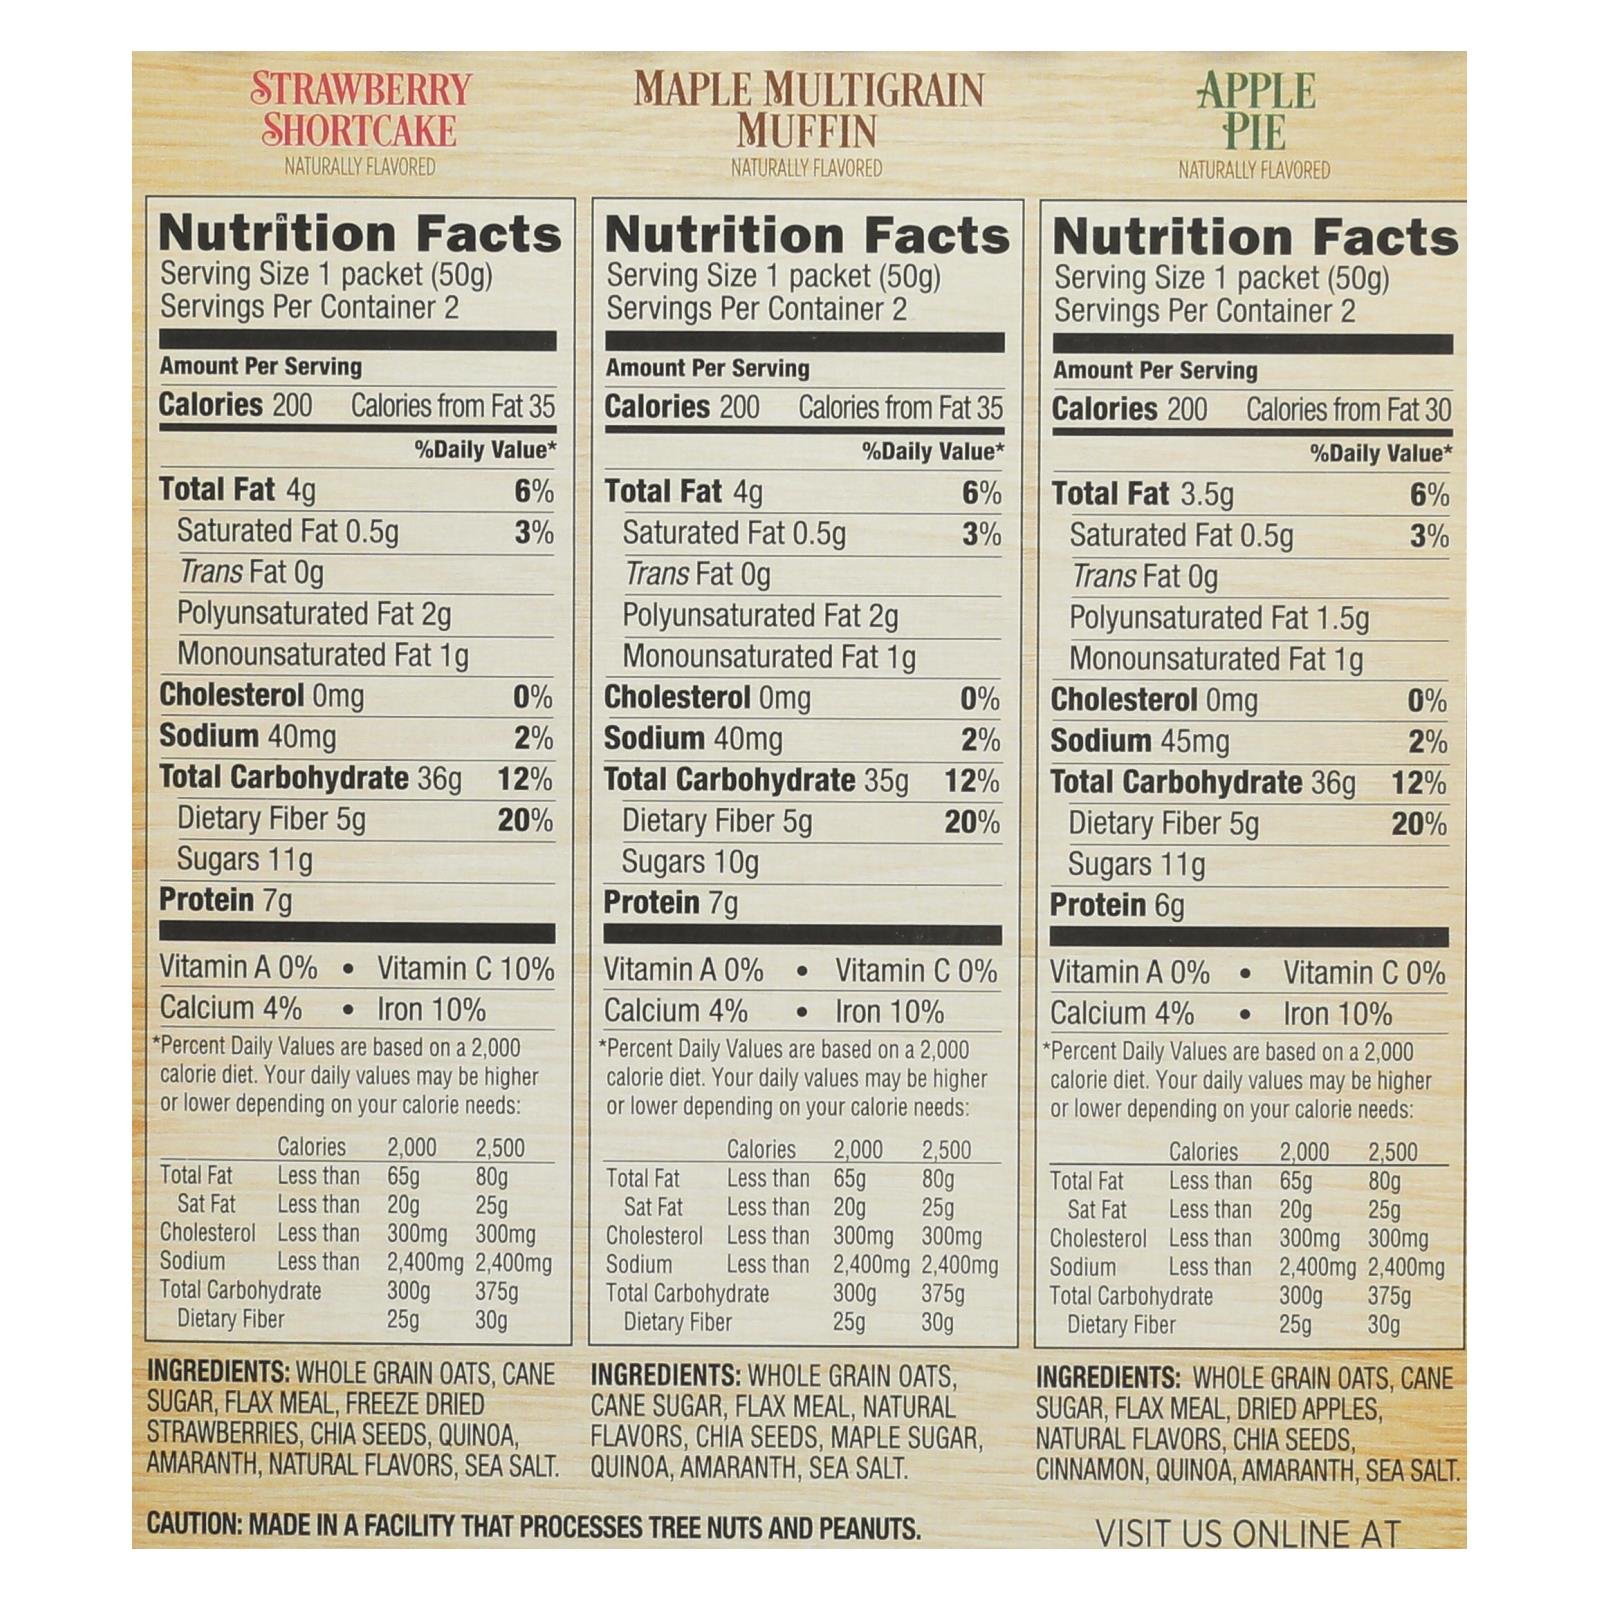 STRAWBERRY
SHORTCAKE
NATURALLY FLAVORED
Nutrition Facts
Serving Size 1 packet (50g)
Servings Per Container 2
Amount Per Serving
Calories 200 Calories from Fat 35
%Daily Value*
Total Fat 4g 6%
Saturated Fat 0.5g 3%
Trans Fat 0g
Polyunsaturated Fat 2g
Monounsaturated Fat 1g
Cholesterol 0mg 0%
Sodium 40mg 2%
Total Carbohydrate 36g 12%
Dietary Fiber 5g 20%
Sugars 11g
Protein 7g
Vitamin A 0% • Vitamin C 10%
Calcium 4% • Iron 10%
*Percent Daily Values are based on a 2,000
calorie diet. Your daily values may be higher
or lower depending on your calorie needs:
Calories 2,000 2,500
Total Fat Less than 65g 80g
Sat Fat Less than 20g 25g
Cholesterol Less than 300mg 300mg
Sodium Less than 2,400mg 2,400mg
Total Carbohydrate 300g 375g
Dietary Fiber 25g 30g
INGREDIENTS: WHOLE GRAIN OATS, CANE
SUGAR, FLAX MEAL, FREEZE DRIED
STRAWBERRIES, CHIA SEEDS, QUINOA,
AMARANTH, NATURAL FLAVORS, SEA SALT.
MAPLE MULTIGRAIN
MUFFIN
NATURALLY FLAVORED
Nutrition Facts
Serving Size 1 packet (50g)
Servings Per Container 2
Amount Per Serving
Calories 200 Calories from Fat 35
%Daily Value*
Total Fat 4g 6%
Saturated Fat 0.5g 3%
Trans Fat 0g
Polyunsaturated Fat 2g
Monounsaturated Fat 1g
Cholesterol 0mg 0%
Sodium 40mg 2%
Total Carbohydrate 35g 12%
Dietary Fiber 5g 20%
Sugars 10g
Protein 7g
Vitamin A 0% • Vitamin C 0%
Calcium 4% • Iron 10%
*Percent Daily Values are based on a 2,000
calorie diet. Your daily values may be higher
or lower depending on your calorie needs:
Calories 2,000 2,500
Total Fat Less than 65g 80g
Sat Fat Less than 20g 25g
Cholesterol Less than 300mg 300mg
Sodium Less than 2,400mg 2,400mg
Total Carbohydrate 300g 375g
Dietary Fiber 25g 30g
INGREDIENTS: WHOLE GRAIN OATS,
CANE SUGAR, FLAX MEAL, NATURAL
FLAVORS, CHIA SEEDS, MAPLE SUGAR,
QUINOA, AMARANTH, SEA SALT.
APPLE
PIE
NATURALLY FLAVORED
Nutrition Facts
Serving Size 1 packet (50g)
Servings Per Container 2
Amount Per Serving
Calories 200 Calories from Fat 30
%Daily Value*
Total Fat 3.5g 6%
Saturated Fat 0.5g 3%
Trans Fat 0g
Polyunsaturated Fat 1.5g
Monounsaturated Fat 1g
Cholesterol 0mg 0%
Sodium 45mg 2%
Total Carbohydrate 36g 12%
Dietary Fiber 5g 20%
Sugars 11g
Protein 6g
Vitamin A 0% • Vitamin C 0%
Calcium 4% • Iron 10%
*Percent Daily Values are based on a 2,000
calorie diet. Your daily values may be higher
or lower depending on your calorie needs:
Calories 2,000 2,500
Total Fat Less than 65g 80g
Sat Fat Less than 20g 25g
Cholesterol Less than 300mg 300mg
Sodium Less than 2,400mg 2,400mg
Total Carbohydrate 300g 375g
Dietary Fiber 25g 30g
INGREDIENTS: WHOLE GRAIN OATS, CANE
SUGAR, FLAX MEAL, DRIED APPLES,
NATURAL FLAVORS, CHIA SEEDS,
CINNAMON, QUINOA, AMARANTH, SEA SALT.
CAUTION: MADE IN A FACILITY THAT PROCESSES TREE NUTS AND PEANUTS.
VISIT US ONLINE AT